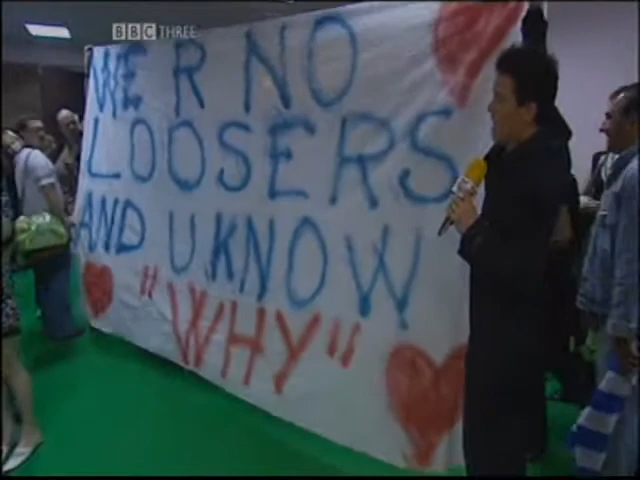 BBC THREE
WE R NO
LOOSERS
AND U.KNOW
"WHY"